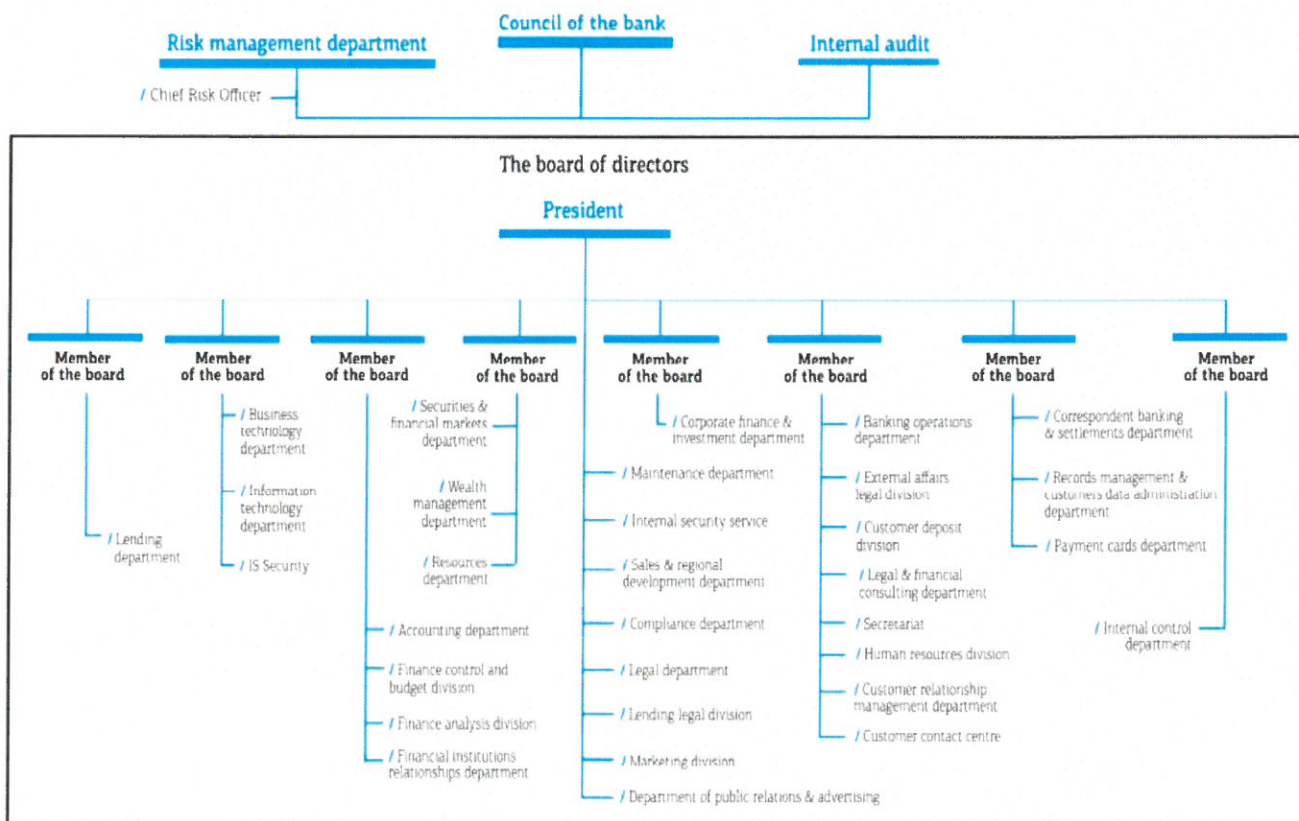 Council of the bank
Risk management department
Internal audit
/ Chief Risk Officer
The board of directors
President
Member
of the board
/ Lending
department
Member
of the board
/ Business
technology
department
/ Information
technology
department
/ IS Security
Member
of the board
/ Accounting department
/ Finance control and
budget division
/ Finance analysis division
/ Financial institutions
relationships department
Member
of the board
/ Securities &
financial markets
department
/ Wealth
management
department
/ Resources
department
/ Maintenance department
/ Internal security service
/ Sales & regional
development department
/ Compliance department
/ Legal department
/ Lending legal division
/ Marketing division
/ Department of public relations & advertising
Member
of the board
/ Corporate finance &
investment department
Member
of the board
/ Banking operations
department
/ External affairs
legal division
/ Customer deposit
division
/ Legal & financial
consulting department
/ Secretariat
/ Human resources division
/ Customer relationship
management department
/ Customer contact centre
Member
of the board
/ Correspondent banking
& settlements department
/ Records management &
customers data administration
department
/ Payment cards department
Member
of the board
/ Internal control
department